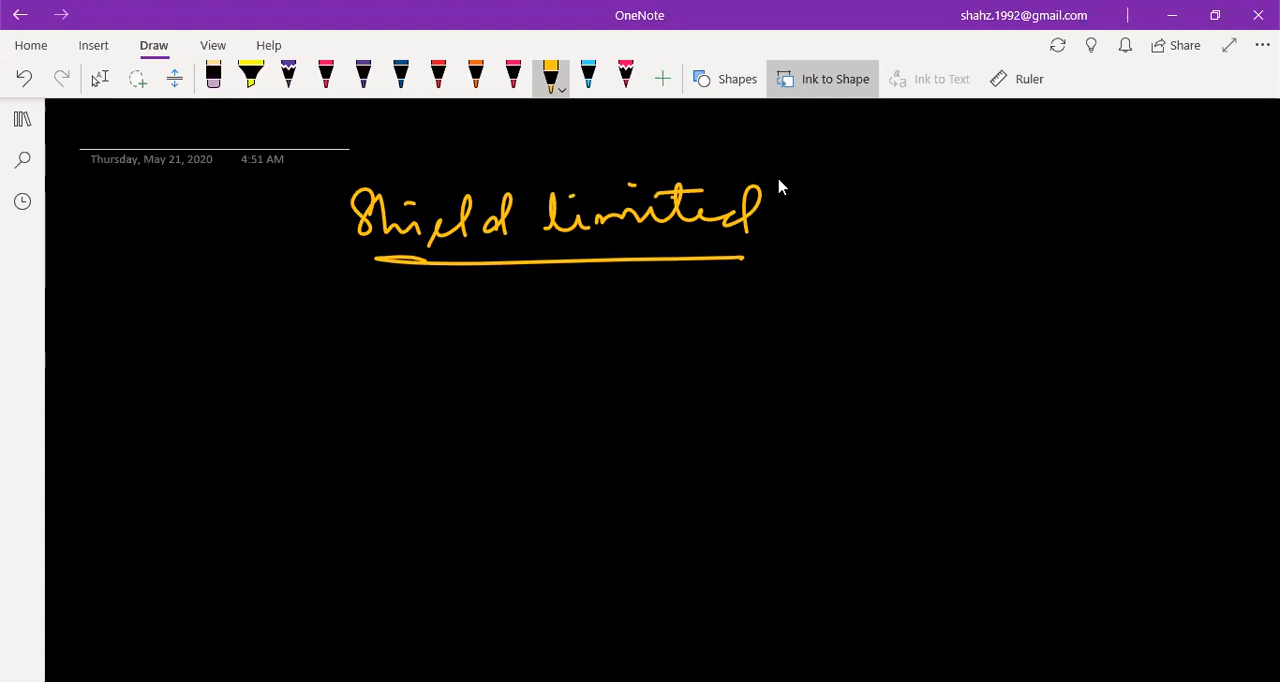 OneNote
shahz.1992@gmail.com
Home Insert Draw View Help
Share
Shapes Ink to Shape Ink to Text Ruler
Thursday, May 21, 2020 4:51 AM
Shield limited